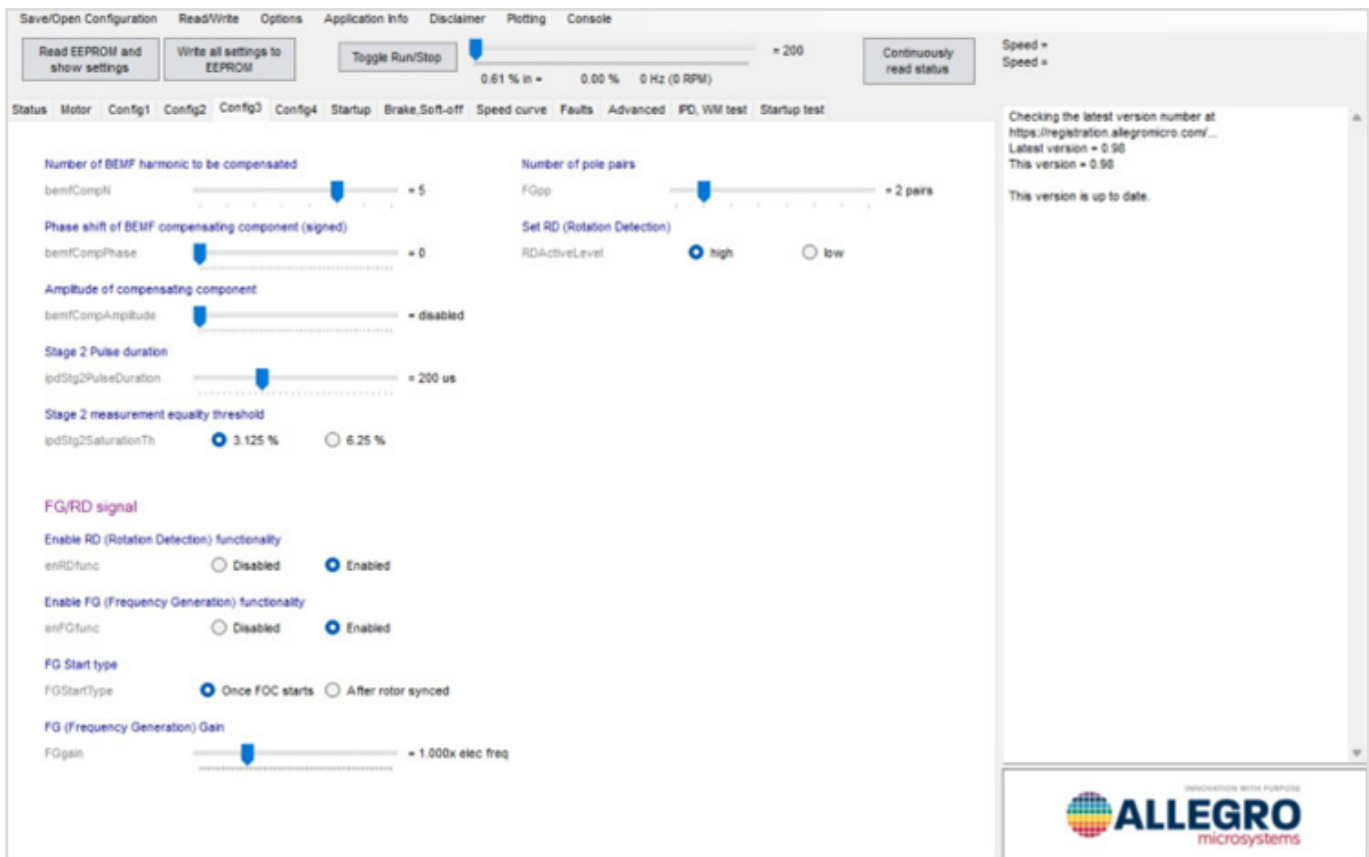 Save/Open Configuration Read/Write Options Application Info Disclaimer Plotting Console
Read EEPROM and show settings
Write all settings to EEPROM
Toggle Run/Stop
= 200
0.61 % in = 0.00 % 0 Hz (0 RPM)
Continuously read status
Speed =
Speed =
Status Motor Config1 Config2 Config3 Config4 Startup Brake,Soft-off Speed curve Faults Advanced IPD, WM test Startup test
Number of BEMF harmonic to be compensated
bemfCompN = 5
Phase shift of BEMF compensating component (signed)
bemfCompPhase = 0
Amplitude of compensating component
bemfCompAmplitude = disabled
Stage 2 Pulse duration
ipdStg2PulseDuration = 200 us
Stage 2 measurement equality threshold
ipdStg2SaturationTh 3.125 % 6.25 %
Number of pole pairs
FGpp = 2 pairs
Set RD (Rotation Detection)
RDActiveLevel high low
FG/RD signal
Enable RD (Rotation Detection) functionality
enRDfunc Disabled Enabled
Enable FG (Frequency Generation) functionality
enFGfunc Disabled Enabled
FG Start type
FGStartType Once FOC starts After rotor synced
FG (Frequency Generation) Gain
FGgain = 1.000x elec freq
Checking the latest version number at
https://registration.allegromicro.com/...
Latest version = 0.98
This version = 0.98
This version is up to date.
INNOVATION WITH PURPOSE
ALLEGRO
microsystems